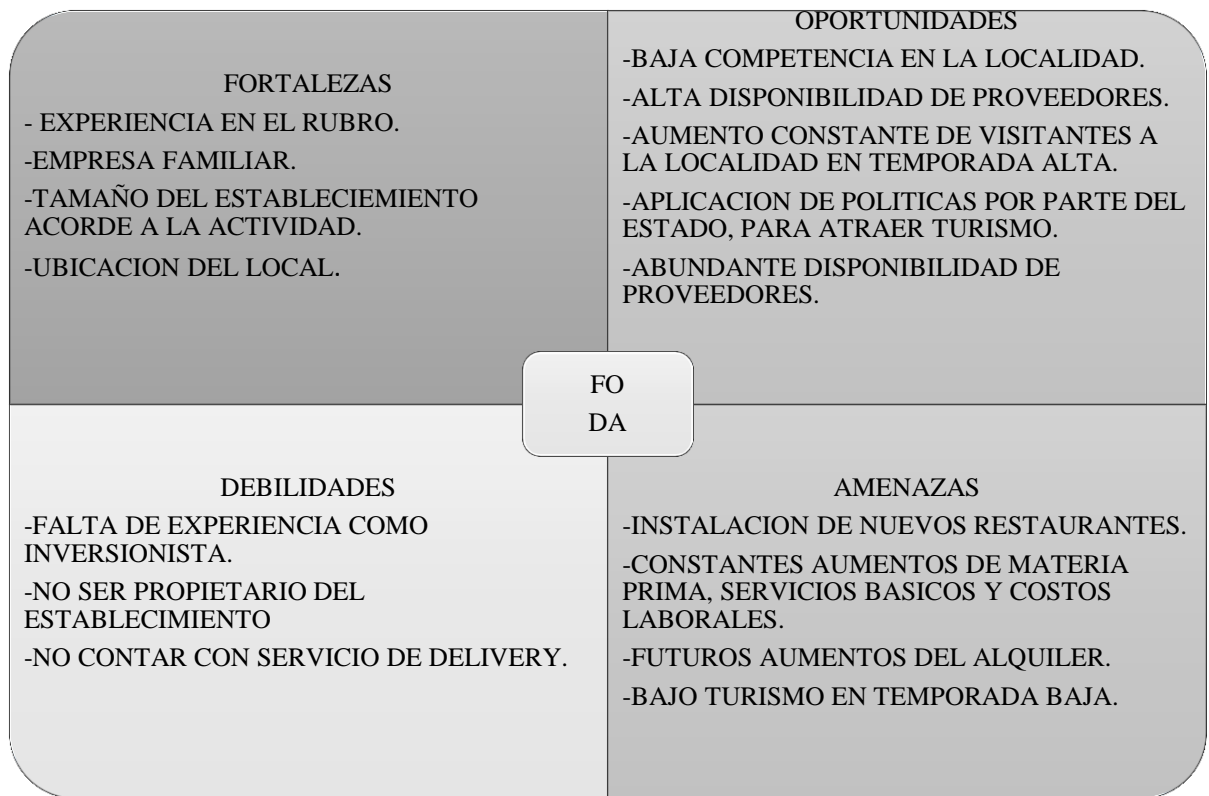 FORTALEZAS
- EXPERIENCIA EN EL RUBRO.
-EMPRESA FAMILIAR.
-TAMAÑO DEL ESTABLECIEMIENTO
ACORDE A LA ACTIVIDAD.
-UBICACION DEL LOCAL.
OPORTUNIDADES
-BAJA COMPETENCIA EN LA LOCALIDAD.
-ALTA DISPONIBILIDAD DE PROVEEDORES.
-AUMENTO CONSTANTE DE VISITANTES A
LA LOCALIDAD EN TEMPORADA ALTA.
-APLICACION DE POLITICAS POR PARTE DEL
ESTADO, PARA ATRAER TURISMO.
-ABUNDANTE DISPONIBILIDAD DE
PROVEEDORES.
FO
DA
DEBILIDADES
-FALTA DE EXPERIENCIA COMO
INVERSIONISTA.
-NO SER PROPIETARIO DEL
ESTABLECIMIENTO
-NO CONTAR CON SERVICIO DE DELIVERY.
AMENAZAS
-INSTALACION DE NUEVOS RESTAURANTES.
-CONSTANTES AUMENTOS DE MATERIA
PRIMA, SERVICIOS BASICOS Y COSTOS
LABORALES.
-FUTUROS AUMENTOS DEL ALQUILER.
-BAJO TURISMO EN TEMPORADA BAJA.